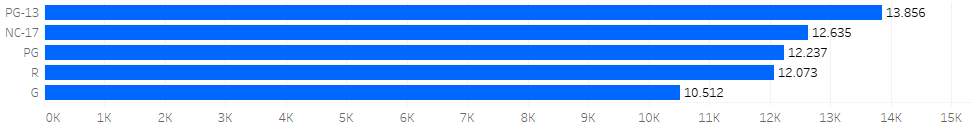 PG-13 13.856
NC-17 12.635
PG 12.237
R 12.073
G 10.512
0K 1K 2K 3K 4K 5K 6K 7K 8K 9K 10K 11K 12K 13K 14K 15K